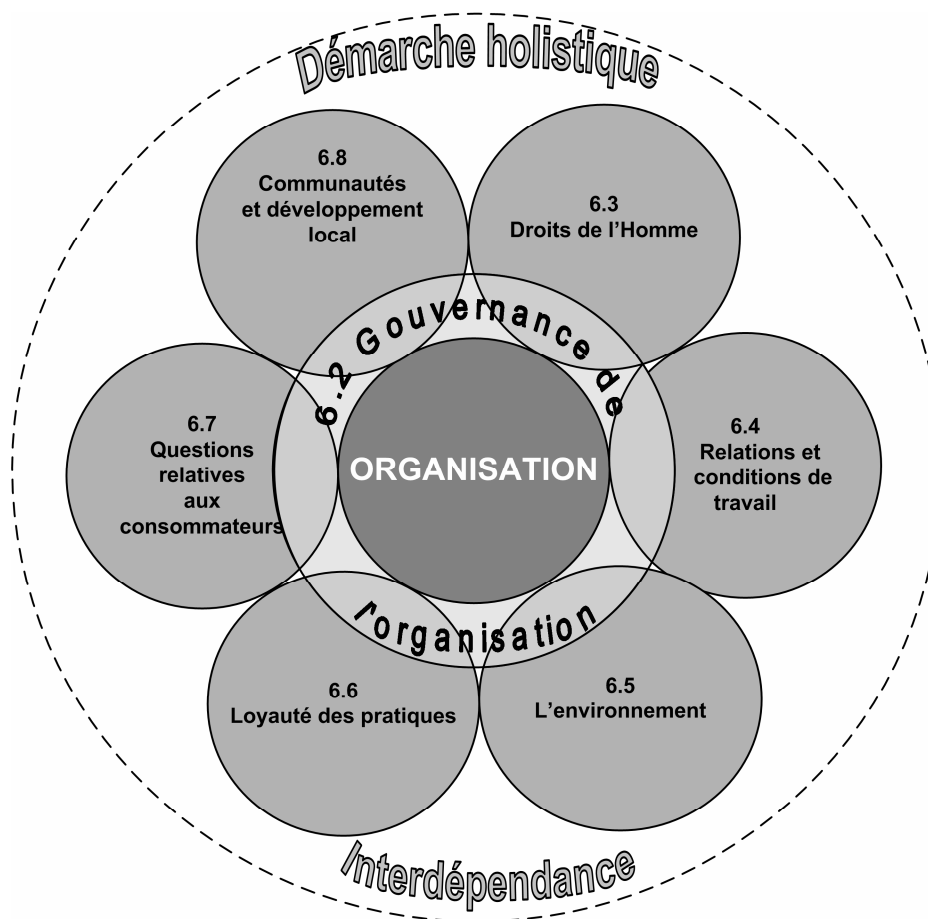 Démarche holistique
6.8
Communautés
et développement
local
6.3
Droits de l'Homme
6.2 Gouvernance de
l'organisation
ORGANISATION
6.7
Questions
relatives
aux
consommateurs
6.4
Relations et
conditions de
travail
6.6
Loyauté des pratiques
6.5
L'environnement
Interdépendance